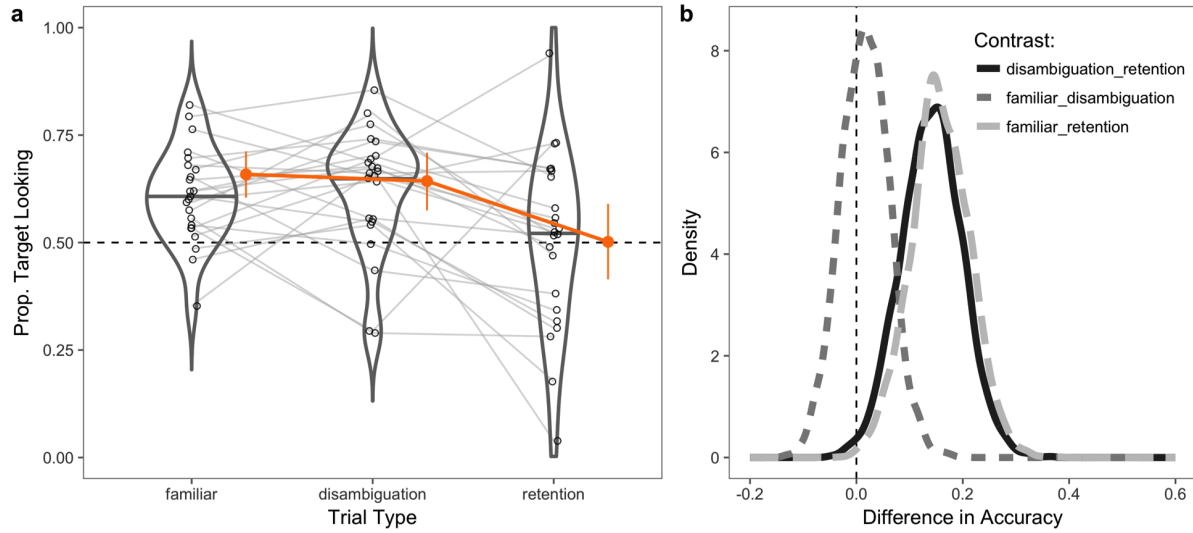 a
Prop. Target Looking
1.00
0.75
0.50
0.25
0.00
familiar disambiguation retention
Trial Type
b
Density
8
6
4
2
0
Contrast:
disambiguation_retention
familiar_disambiguation
familiar_retention
-0.2 0.0 0.2 0.4 0.6
Difference in Accuracy